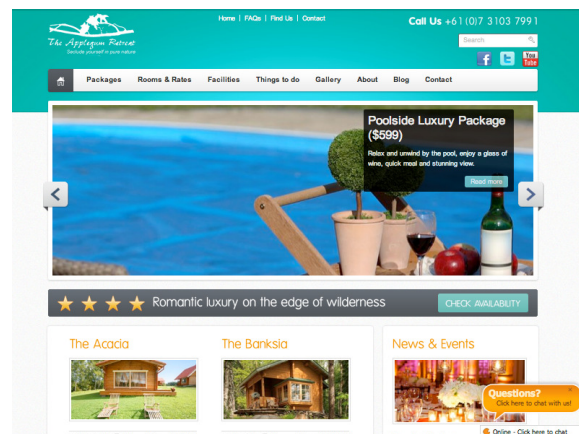 Home | FAQs | Find Us | Contact
Call Us +61(0)7 3103 7991
The Applegum Retreat
Seclude yourself in pure nature
Search
You
Tube
Packages Rooms & Rates Facilities Things to do Gallery About Blog Contact
Poolside Luxury Package
($599)
Relax and unwind by the pool, enjoy a glass of
wine, quick meal and stunning view.
Read more
Romantic luxury on the edge of wilderness
CHECK AVAILABILITY
The Acacia
The Banksia
News & Events
Questions?
Click here to chat with us!
Online - Click here to chat